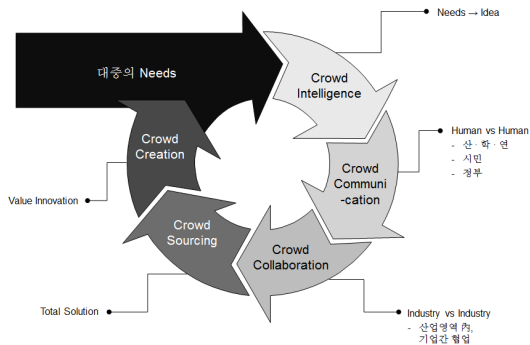 대중의 Needs
Needs → Idea
Crowd
Intelligence
Human vs Human
- 산·학·연
- 시민
- 정부
Crowd
Communi
-cation
Crowd
Collaboration
Industry vs Industry
- 산업영역 內,
기업간 협업
Crowd
Sourcing
Total Solution
Crowd
Creation
Value Innovation